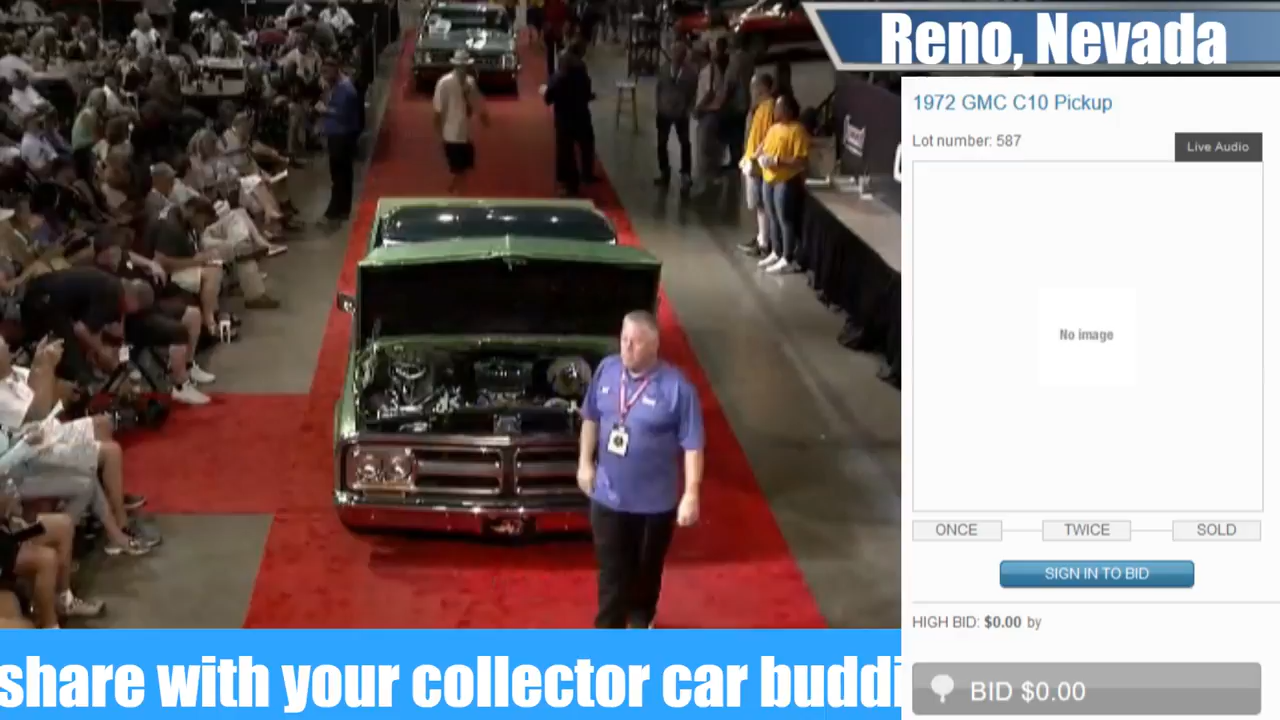 Reno, Nevada
1972 GMC C10 Pickup
Lot number: 587
Live Audio
No image
ONCE
TWICE
SOLD
SIGN IN TO BID
HIGH BID: $0.00 by
BID $0.00
share with your collector car buddi